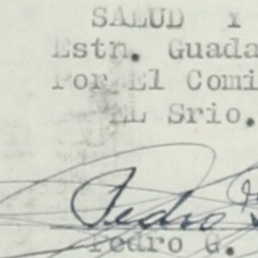 SALUD Y
Estn. Guada
Por El Comi
EL Srio.
Pedro G.
Pedro G.